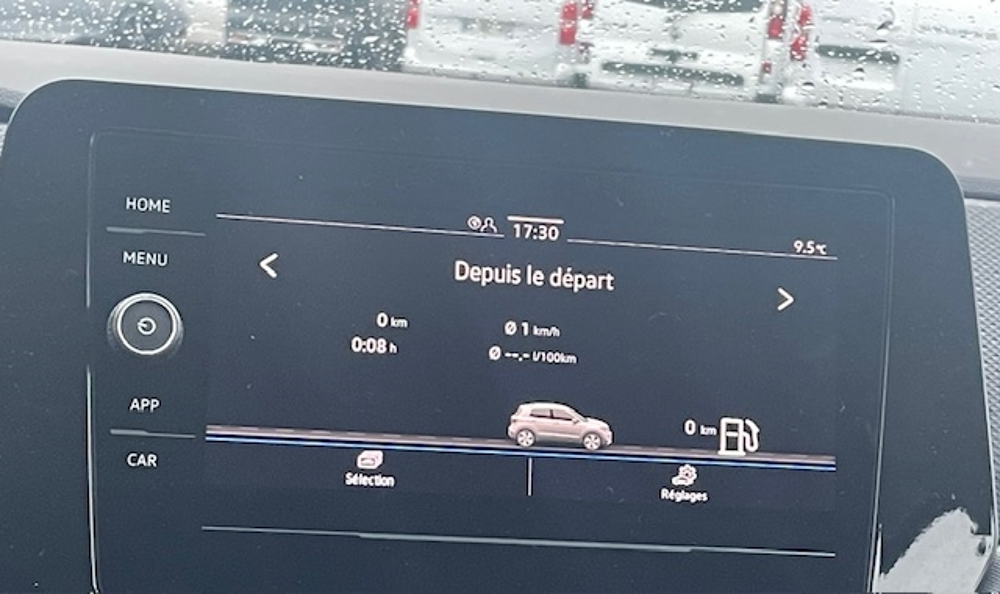 HOME
MENU
APP
CAR
17:30
9.5°C
Depuis le départ
0 km
0:08 h
Ø 1 km/h
Ø --,- l/100km
0 km
Sélection
Réglages